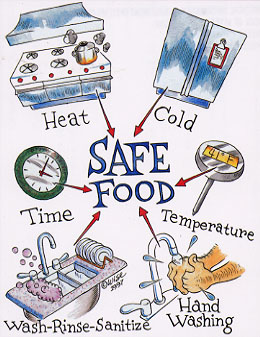 Heat
Cold
SAFE
FOOD
Time
Temperature
Wash-Rinse-Sanitize
Hand
Washing